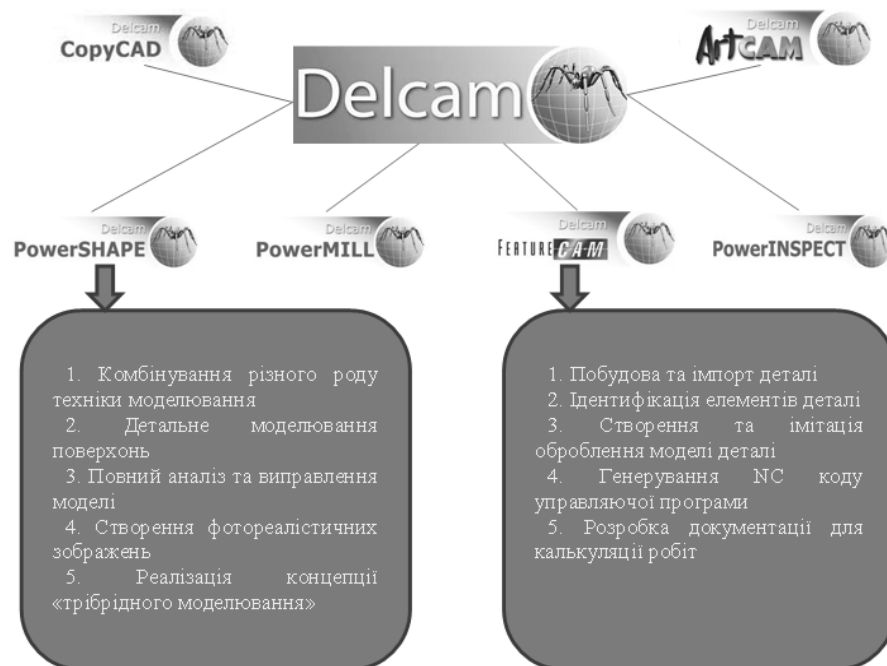 Delcam
CopyCAD
Delcam
Delcam
ArtCAM
Delcam
PowerSHAPE
Delcam
PowerMILL
Delcam
FEATURECAM
Delcam
PowerINSPECT
1. Комбінування різного роду
техніки моделювання
2. Детальне моделювання
поверхонь
3. Повний аналіз та виправлення
моделі
4. Створення фотореалістичних
зображень
5. Реалізація концепції
«трібрідного моделювання»
1. Побудова та імпорт деталі
2. Ідентифікація елементів деталі
3. Створення та імітація
оброблення моделі деталі
4. Генерування NC коду
управляючої програми
5. Розробка документації для
калькуляції робіт